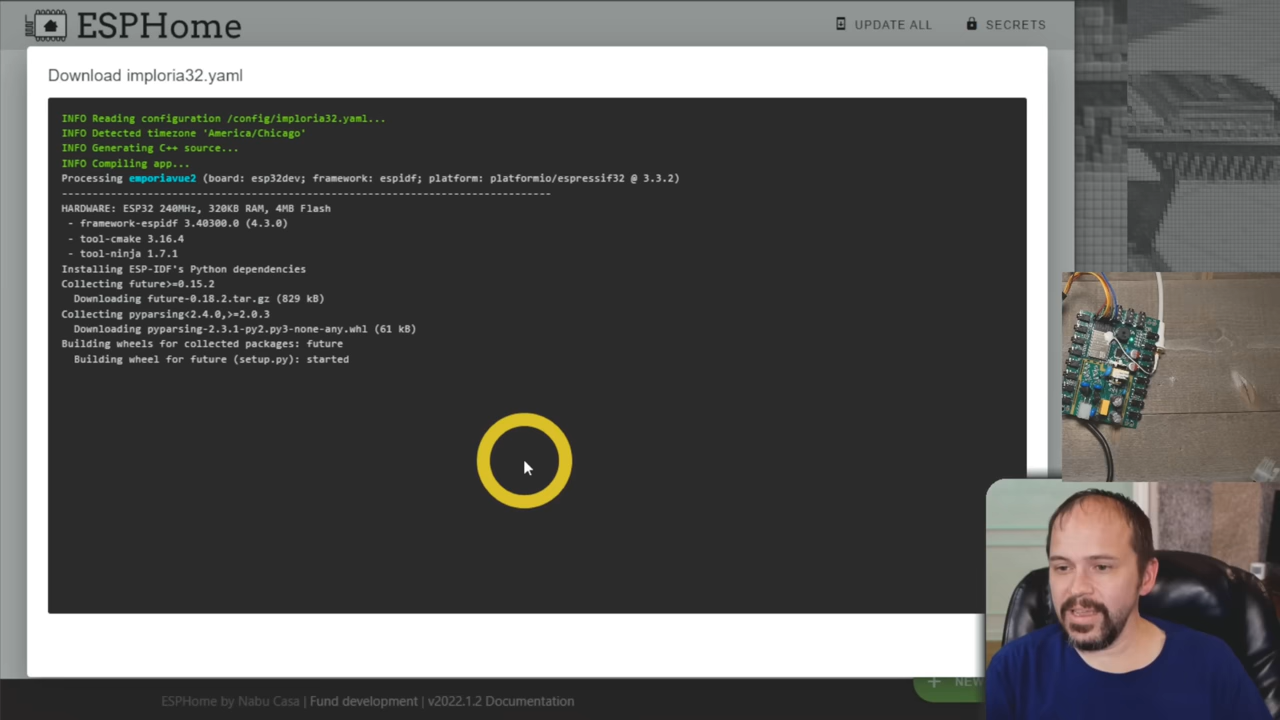 ESPHome
UPDATE ALL
SECRETS
Download imploria32.yaml
INFO Reading configuration /config/imploria32.yaml...
INFO Detected timezone 'America/Chicago'
INFO Generating C++ source...
INFO Compiling app...
Processing emporiavue2 (board: esp32dev; framework: espidf; platform: platformio/espressif32 @ 3.3.2)
--------------------------------------------------------------------------------
HARDWARE: ESP32 240MHz, 320KB RAM, 4MB Flash
- framework-espidf 3.40300.0 (4.3.0)
- tool-cmake 3.16.4
- tool-ninja 1.7.1
Installing ESP-IDF's Python dependencies
Collecting future>=0.15.2
Downloading future-0.18.2.tar.gz (829 kB)
Collecting pyparsing<2.4.0,>=2.0.3
Downloading pyparsing-2.3.1-py2.py3-none-any.whl (61 kB)
Building wheels for collected packages: future
Building wheel for future (setup.py): started
+ NEW
ESPHome by Nabu Casa | Fund development | v2022.1.2 Documentation